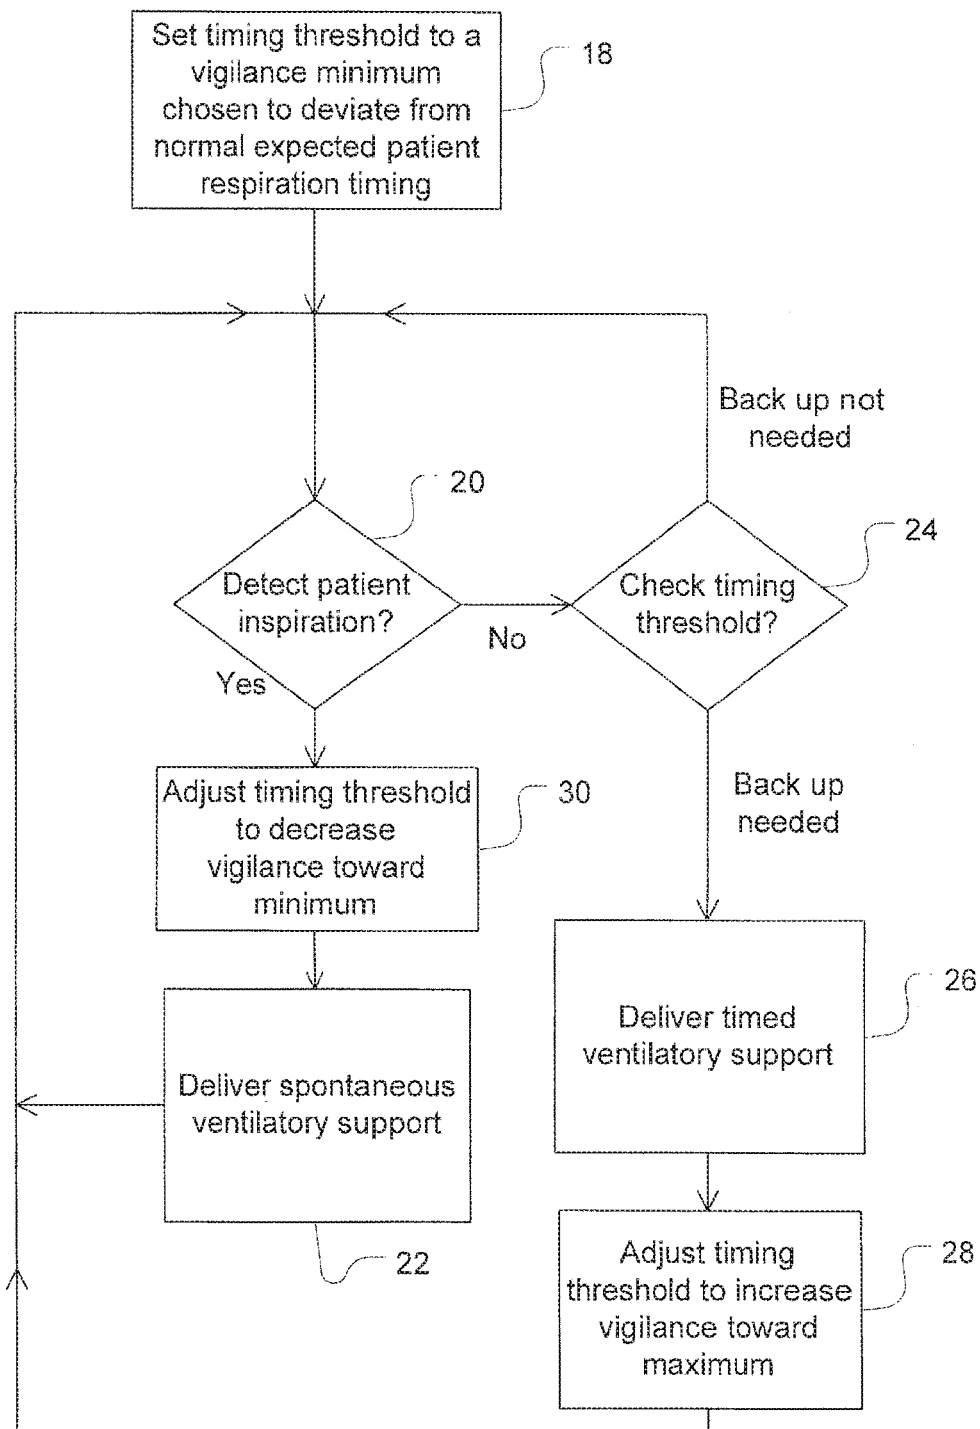 Set timing threshold to a
vigilance minimum
chosen to deviate from
normal expected patient
respiration timing
18
Back up not
needed
20
24
Detect patient
inspiration?
Check timing
threshold?
No
Yes
Adjust timing threshold
to decrease
vigilance toward
minimum
30
Back up
needed
Deliver timed
ventilatory support
26
Deliver spontaneous
ventilatory support
22
Adjust timing
threshold to increase
vigilance toward
maximum
28